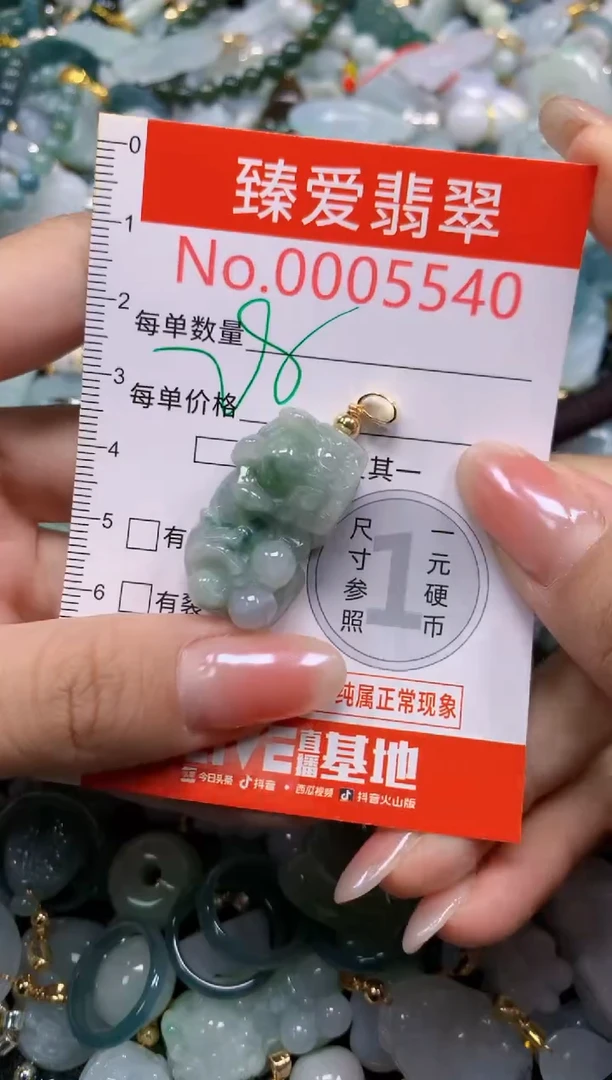 0
臻爱翡翠
1
No.0005540
2
每单数量
3
每单价格
4
其一
5
有
尺寸参照
1
一元硬币
6
有裂
纯属正常现象
LIVE直播基地
今日头条 抖音 • 西瓜视频 抖音火山版